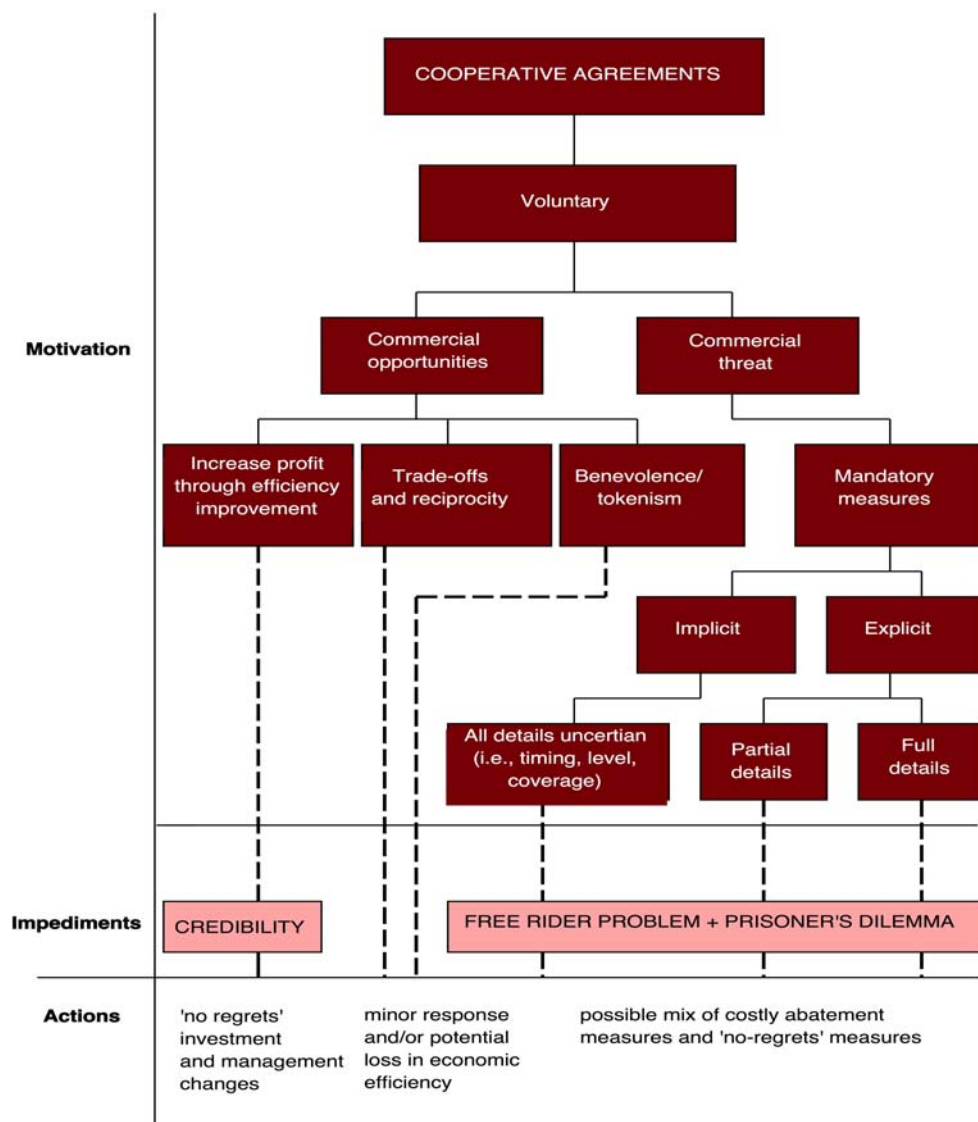 COOPERATIVE AGREEMENTS
Voluntary
Motivation
Commercial
opportunities
Commercial
threat
Increase profit
through efficiency
improvement
Trade-offs
and reciprocity
Benevolence/
tokenism
Mandatory
measures
Implicit
Explicit
All details uncertian
(i.e., timing, level,
coverage)
Partial
details
Full
details
Impediments
CREDIBILITY
FREE RIDER PROBLEM + PRISONER'S DILEMMA
Actions
'no regrets'
investment
and management
changes
minor response
and/or potential
loss in economic
efficiency
possible mix of costly abatement
measures and 'no-regrets' measures